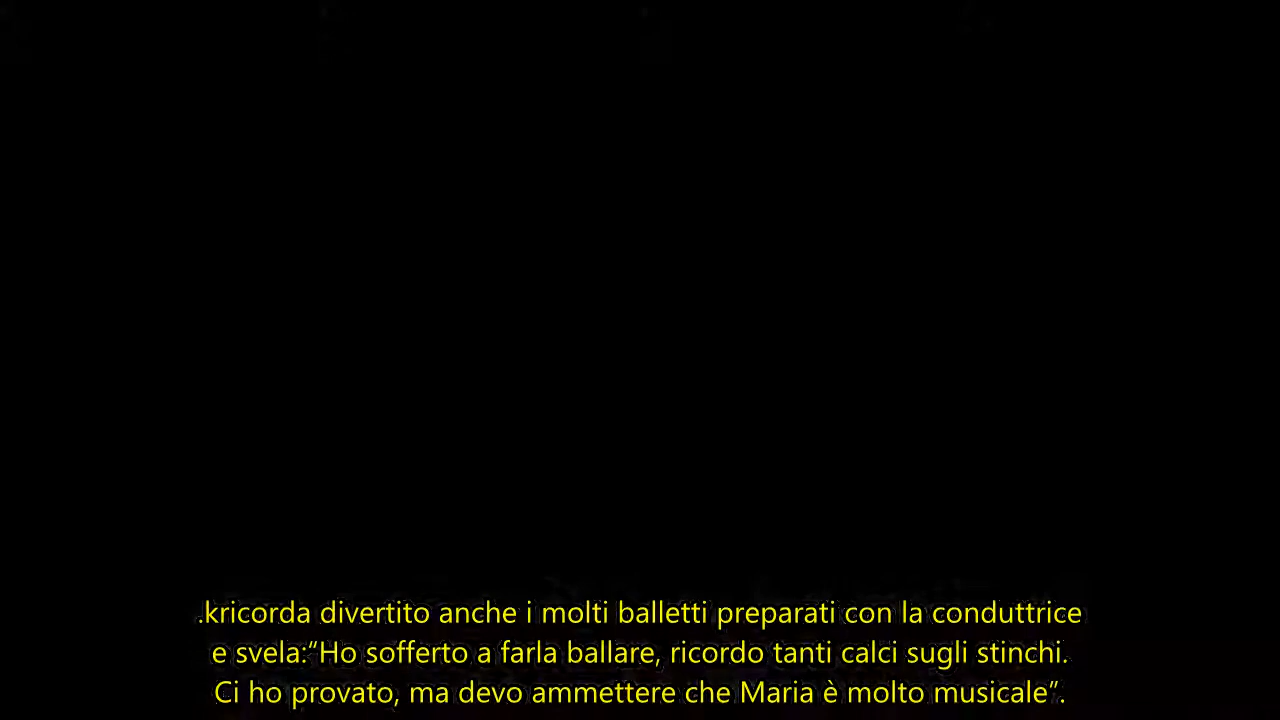 .kricorda divertito anche i molti balletti preparati con la conduttrice
e svela:“Ho sofferto a farla ballare, ricordo tanti calci sugli stinchi.
Ci ho provato, ma devo ammettere che Maria è molto musicale”.